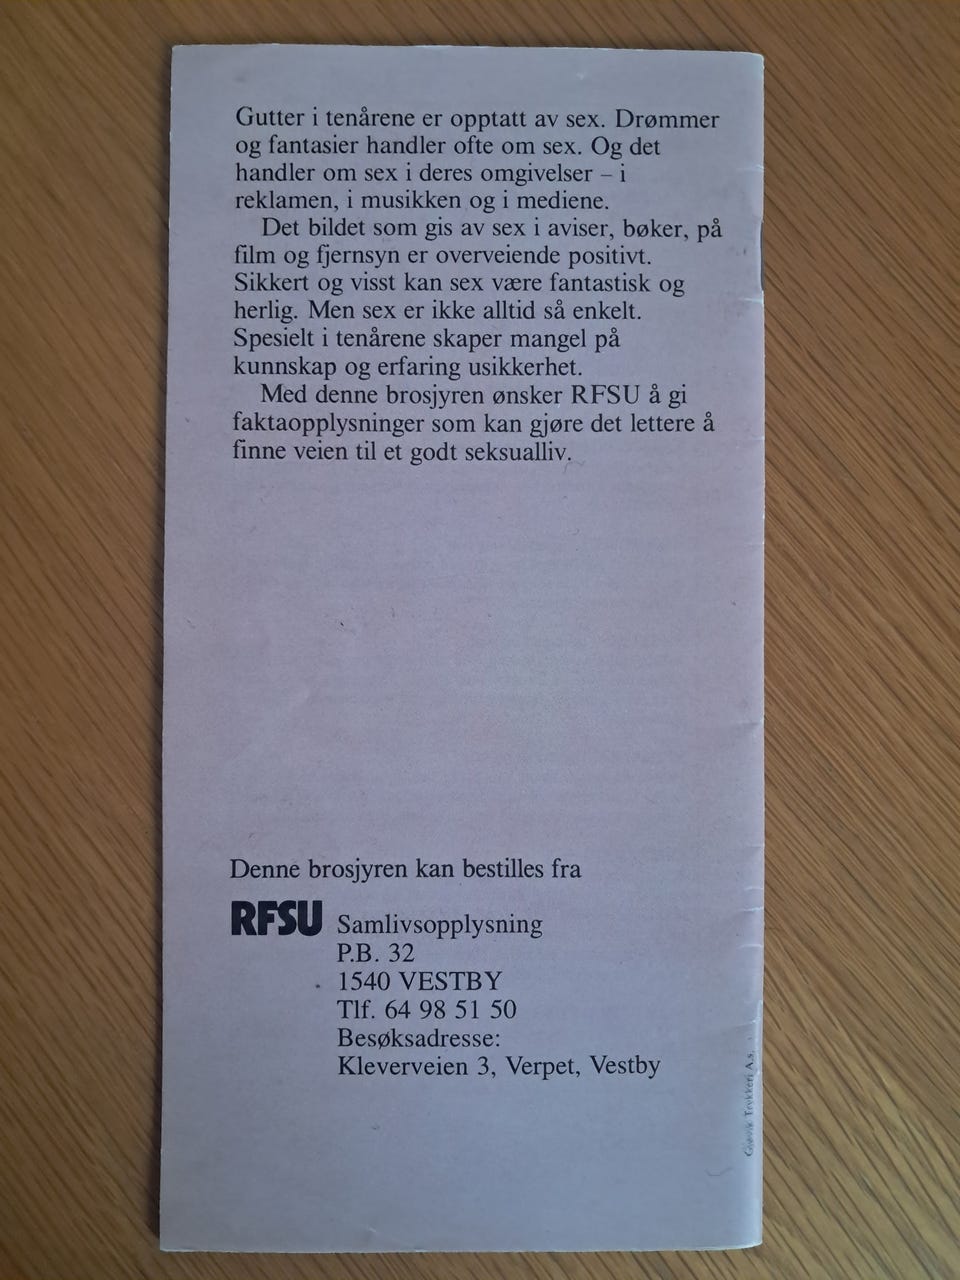 Gutter i tenårene er opptatt av sex. Drømmer
og fantasier handler ofte om sex. Og det
handler om sex i deres omgivelser – i
reklamen, i musikken og i mediene.
Det bildet som gis av sex i aviser, bøker, på
film og fjernsyn er overveiende positivt.
Sikkert og visst kan sex være fantastisk og
herlig. Men sex er ikke alltid så enkelt.
Spesielt i tenårene skaper mangel på
kunnskap og erfaring usikkerhet.
Med denne brosjyren ønsker RFSU å gi
faktaopplysninger som kan gjøre det lettere å
finne veien til et godt seksualliv.
Denne brosjyren kan bestilles fra
RFSU Samlivsopplysning
P.B. 32
1540 VESTBY
Tlf. 64 98 51 50
Besøksadresse:
Kleverveien 3, Verpet, Vestby
Trykkeri A.s.